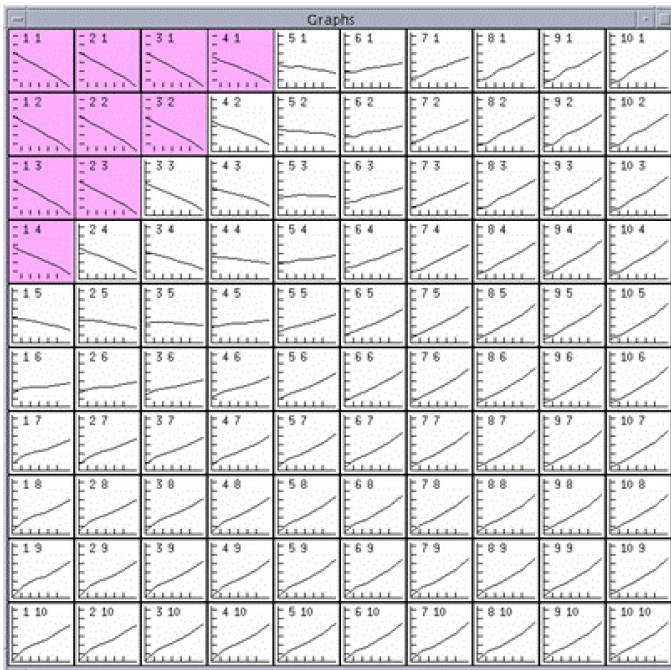 Graphs
1 1 2 1 3 1 4 1 5 1 6 1 7 1 8 1 9 1 10 1
1 2 2 2 3 2 4 2 5 2 6 2 7 2 8 2 9 2 10 2
1 3 2 3 3 3 4 3 5 3 6 3 7 3 8 3 9 3 10 3
1 4 2 4 3 4 4 4 5 4 6 4 7 4 8 4 9 4 10 4
1 5 2 5 3 5 4 5 5 5 6 5 7 5 8 5 9 5 10 5
1 6 2 6 3 6 4 6 5 6 6 6 7 6 8 6 9 6 10 6
1 7 2 7 3 7 4 7 5 7 6 7 7 7 8 7 9 7 10 7
1 8 2 8 3 8 4 8 5 8 6 8 7 8 8 8 9 8 10 8
1 9 2 9 3 9 4 9 5 9 6 9 7 9 8 9 9 9 10 9
1 10 2 10 3 10 4 10 5 10 6 10 7 10 8 10 9 10 10 10